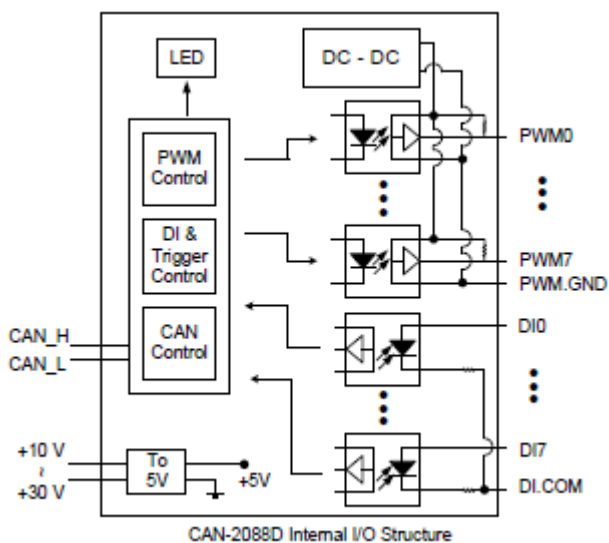 LED
DC - DC
PWM
Control
DI &
Trigger
Control
CAN
Control
PWM0
PWM7
PWM.GND
DI0
DI7
DI.COM
CAN_H
CAN_L
+10 V
~
+30 V
To
5V
+5V
CAN-2088D Internal I/O Structure